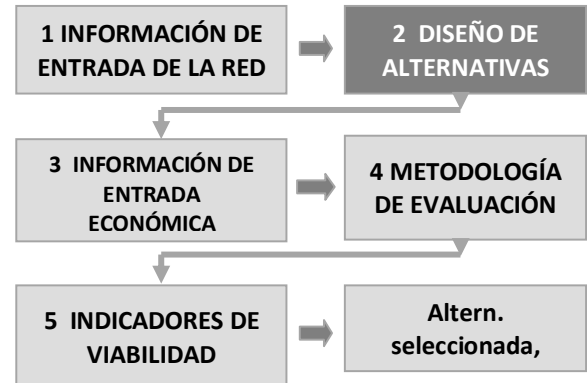 1 INFORMACIÓN DE
ENTRADA DE LA RED
2 DISEÑO DE
ALTERNATIVAS
3 INFORMACIÓN DE
ENTRADA
ECONÓMICA
4 METODOLOGÍA
DE EVALUACIÓN
5 INDICADORES DE
VIABILIDAD
Altern.
seleccionada,